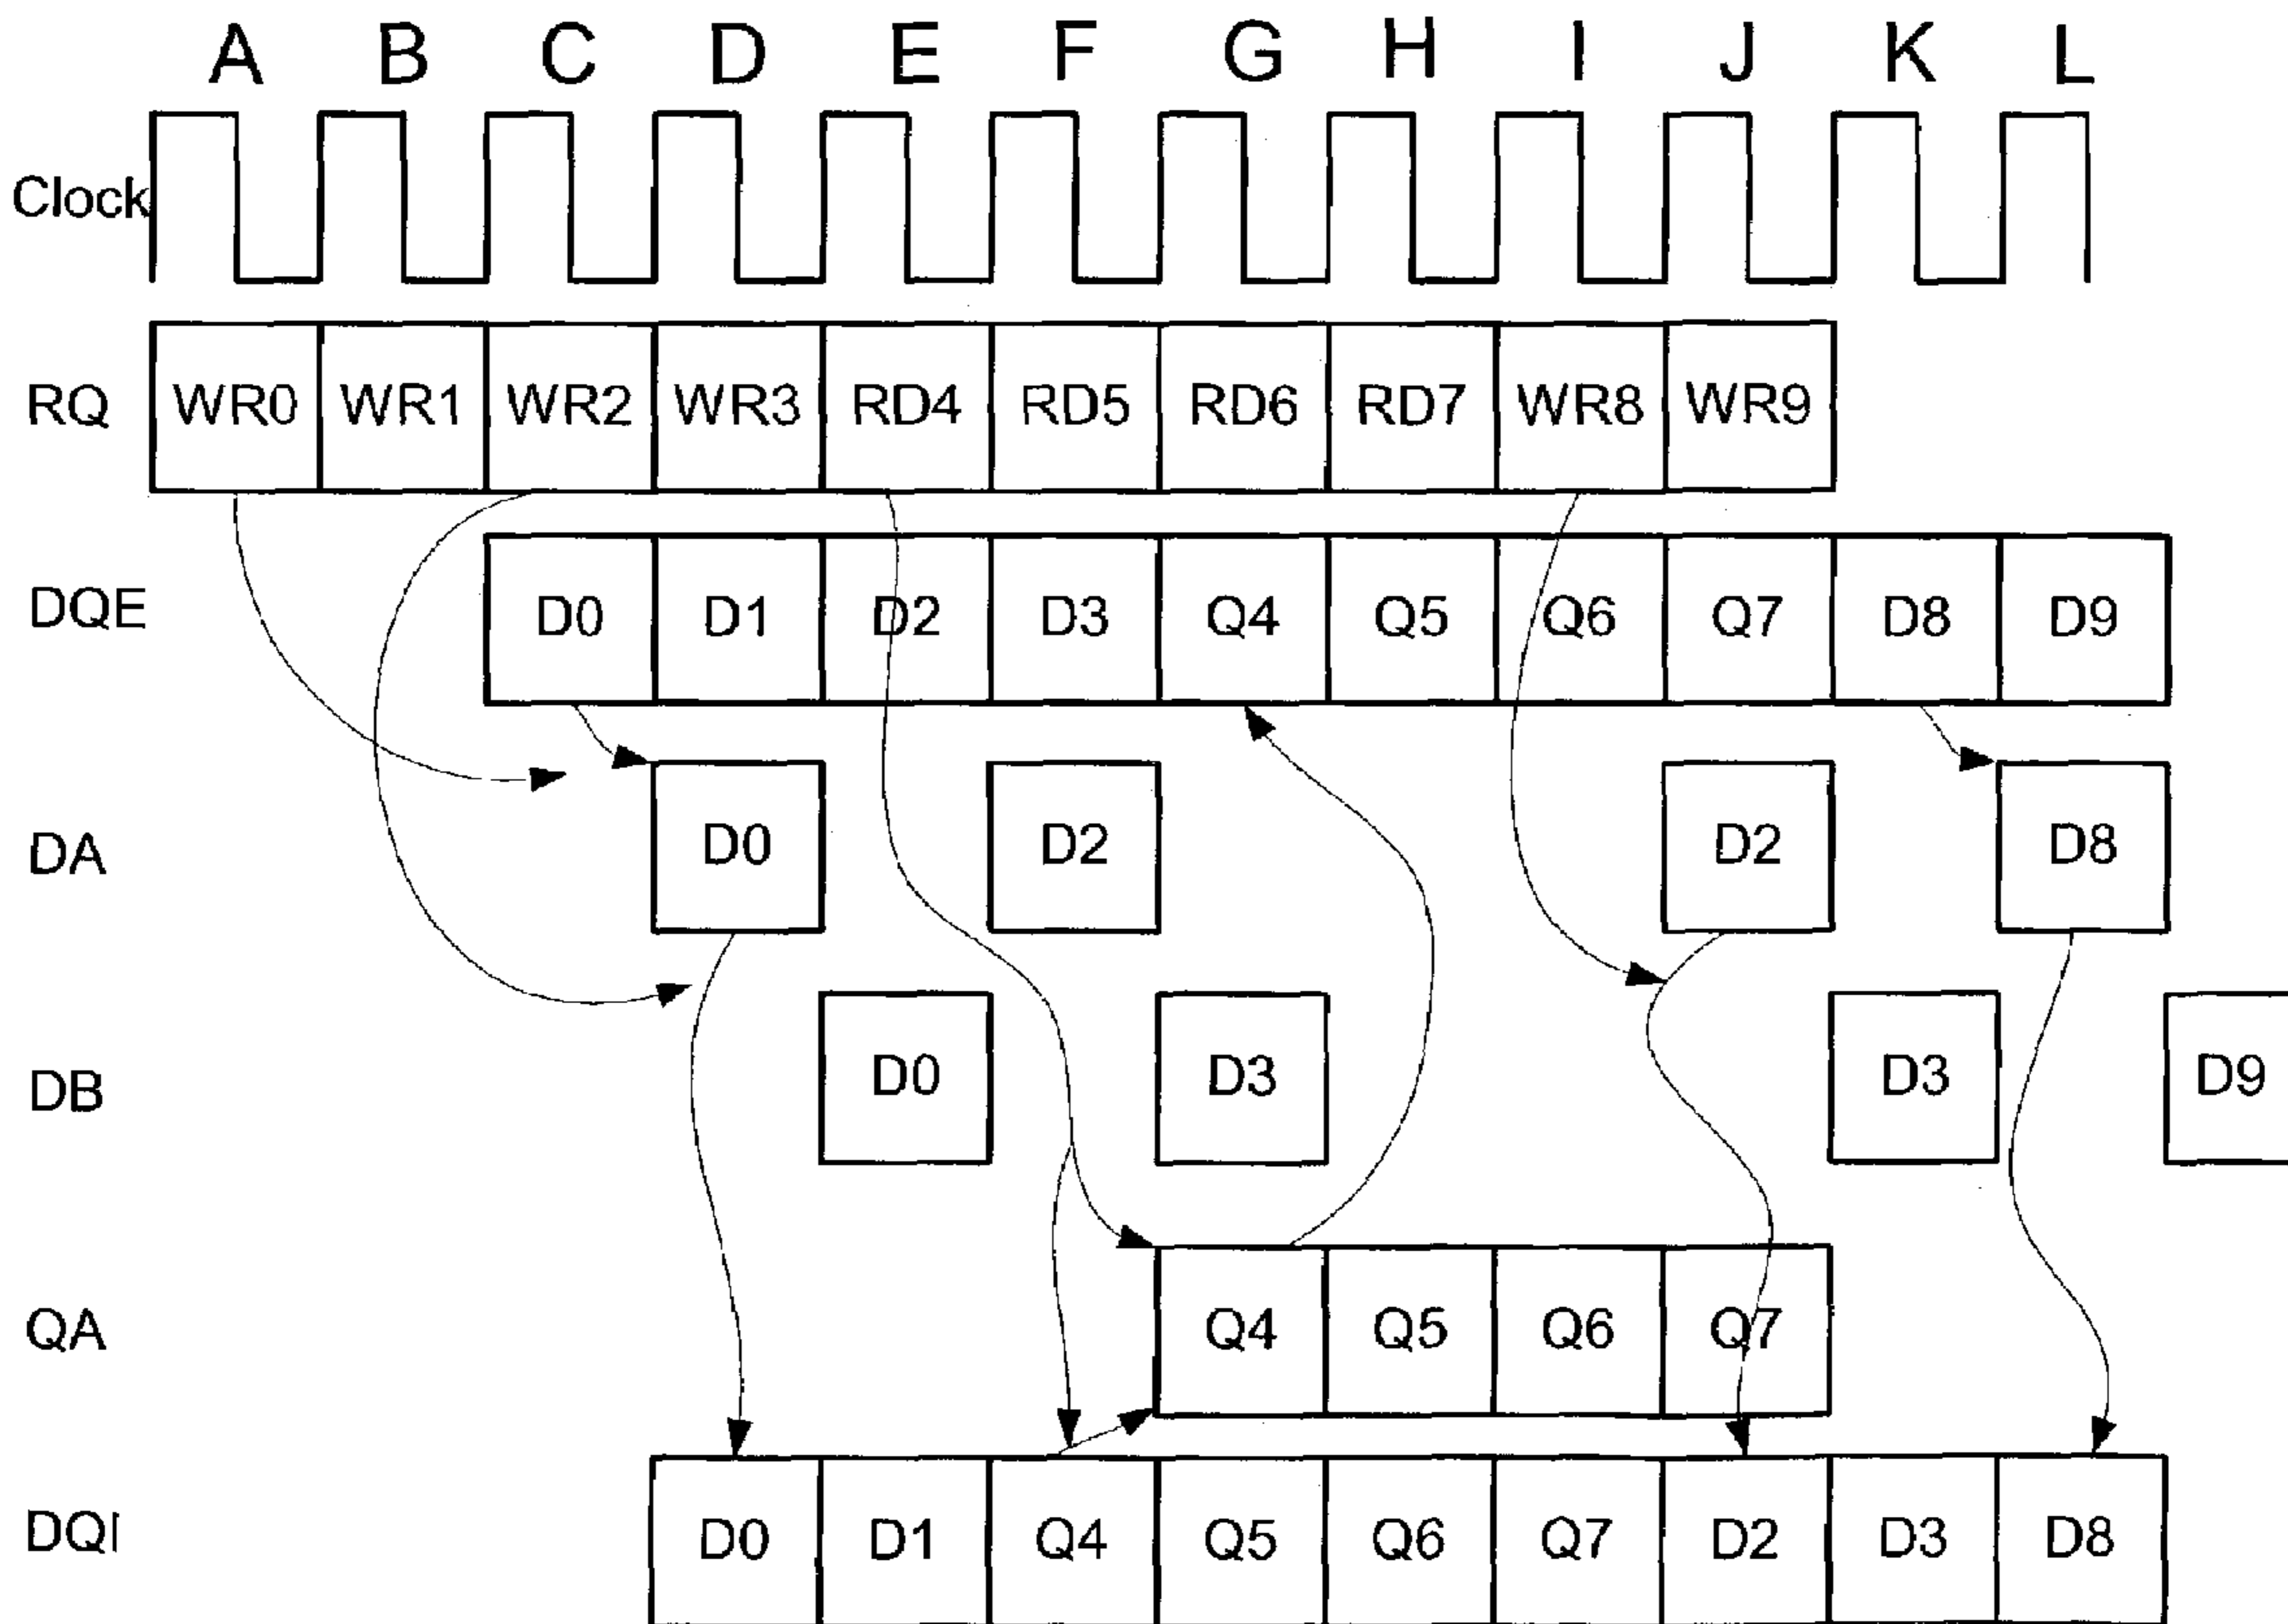 A B C D E F G H I J K L
Clock
RQ WR0 WR1 WR2 WR3 RD4 RD5 RD6 RD7 WR8 WR9
DQE D0 D1 D2 D3 Q4 Q5 Q6 Q7 D8 D9
DA D0 D2 D2 D8
DB D0 D3 D3 D9
QA Q4 Q5 Q6 Q7
DQI D0 D1 Q4 Q5 Q6 Q7 D2 D3 D8